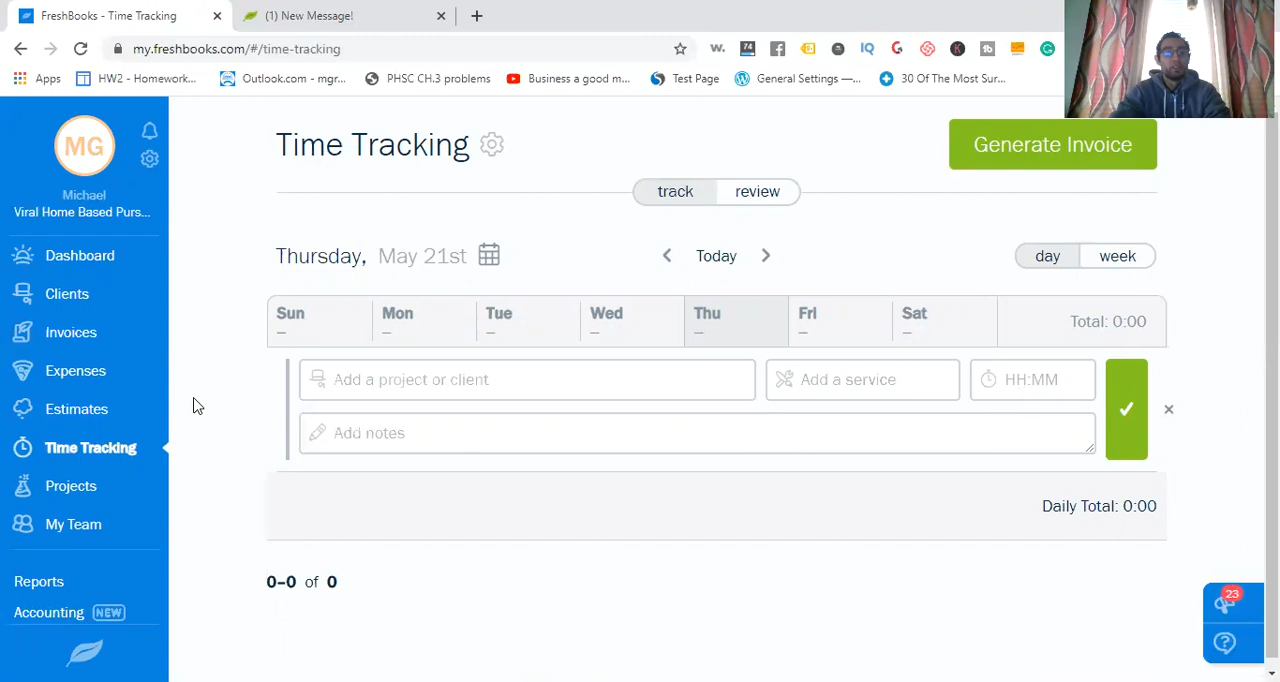 FreshBooks - Time Tracking
(1) New Message!
my.freshbooks.com/#/time-tracking
w.
74
IQ
G
K
tb
G
Apps
HW2 - Homework...
Outlook.com - mgr...
PHSC CH.3 problems
Business a good m...
Test Page
General Settings —...
30 Of The Most Sur...
MG
Michael
Viral Home Based Purs...
Dashboard
Clients
Invoices
Expenses
Estimates
Time Tracking
Projects
My Team
Reports
Accounting NEW
Time Tracking
Generate Invoice
track review
Thursday, May 21st
Today
day week
Sun Mon Tue Wed Thu Fri Sat Total: 0:00
– – – – – – –
Add a project or client Add a service HH:MM
Add notes
Daily Total: 0:00
0–0 of 0
23